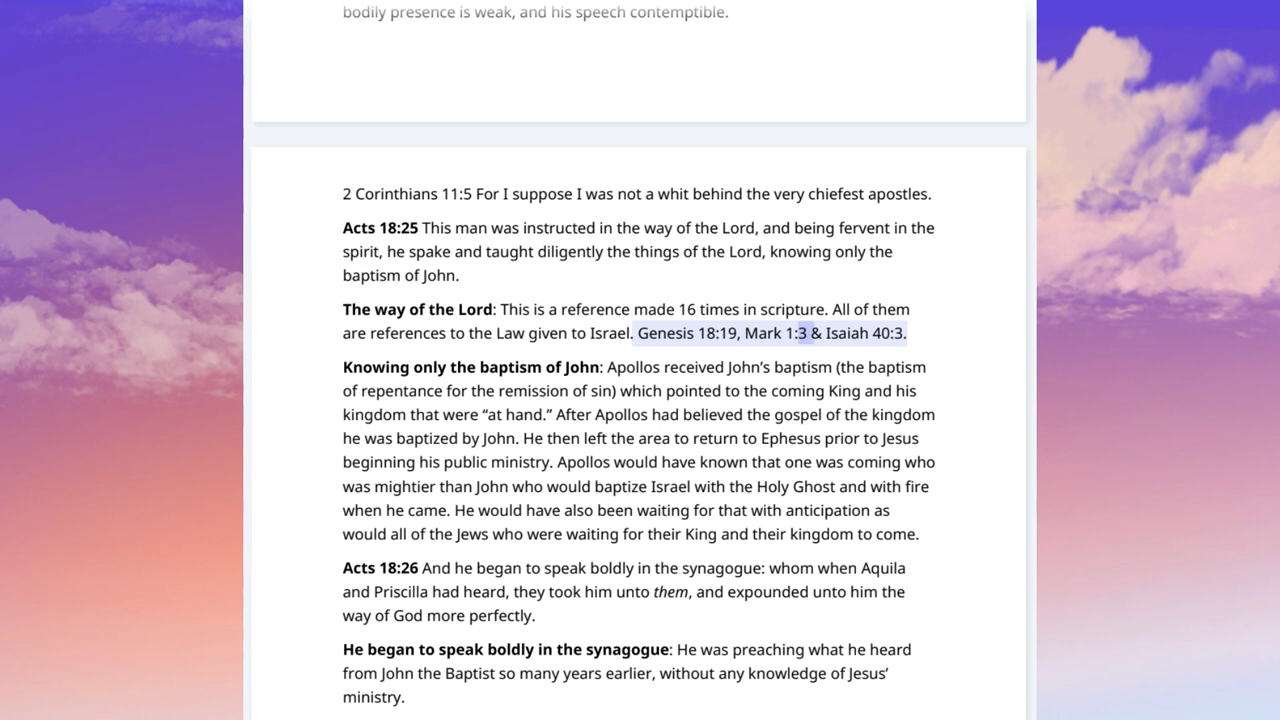 bodily presence is weak, and his speech contemptible.
2 Corinthians 11:5 For I suppose I was not a whit behind the very chiefest apostles.
Acts 18:25 This man was instructed in the way of the Lord, and being fervent in the
spirit, he spake and taught diligently the things of the Lord, knowing only the
baptism of John.
The way of the Lord: This is a reference made 16 times in scripture. All of them
are references to the Law given to Israel. Genesis 18:19, Mark 1:3 & Isaiah 40:3.
Knowing only the baptism of John: Apollos received John’s baptism (the baptism
of repentance for the remission of sin) which pointed to the coming King and his
kingdom that were “at hand.” After Apollos had believed the gospel of the kingdom
he was baptized by John. He then left the area to return to Ephesus prior to Jesus
beginning his public ministry. Apollos would have known that one was coming who
was mightier than John who would baptize Israel with the Holy Ghost and with fire
when he came. He would have also been waiting for that with anticipation as
would all of the Jews who were waiting for their King and their kingdom to come.
Acts 18:26 And he began to speak boldly in the synagogue: whom when Aquila
and Priscilla had heard, they took him unto them, and expounded unto him the
way of God more perfectly.
He began to speak boldly in the synagogue: He was preaching what he heard
from John the Baptist so many years earlier, without any knowledge of Jesus’
ministry.